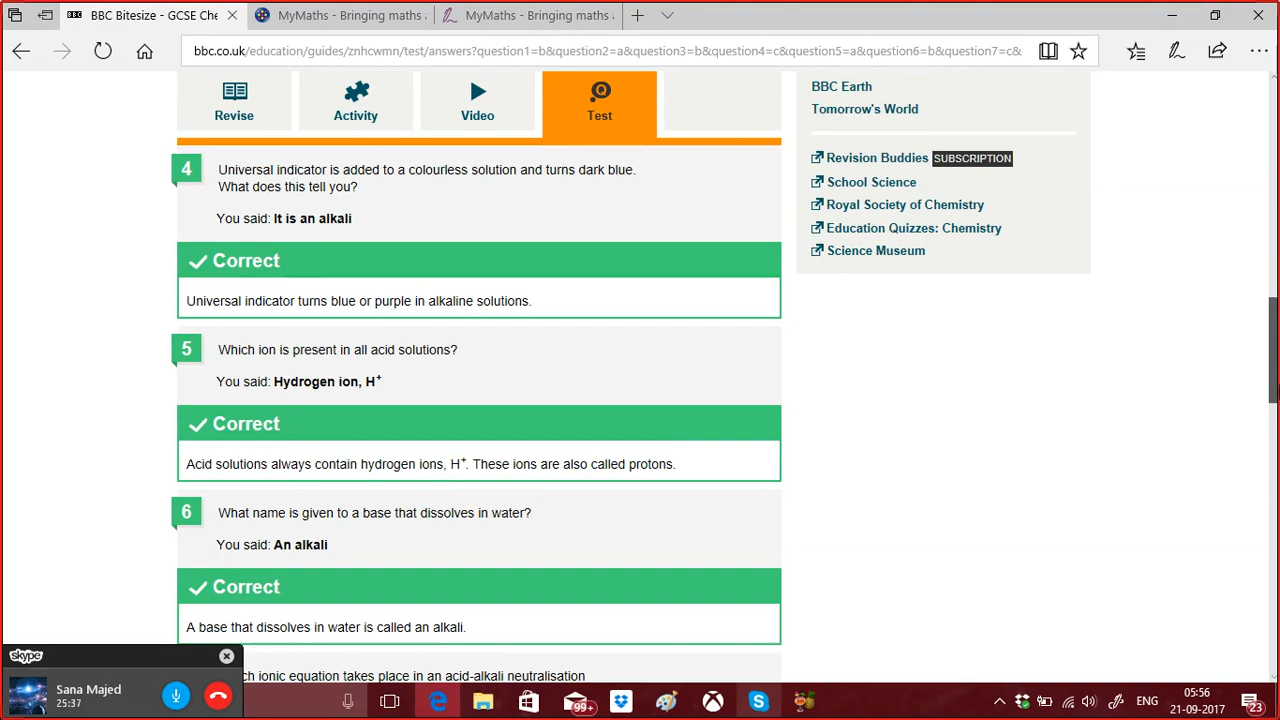 BBC BBC Bitesize - GCSE Che
MyMaths - Bringing maths a
MyMaths - Bringing maths a
bbc.co.uk/education/guides/znhcwmn/test/answers?question1=b&question2=a&question3=b&question4=c&question5=a&question6=b&question7=c&
Revise
Activity
Video
Test
4
Universal indicator is added to a colourless solution and turns dark blue.
What does this tell you?
You said: It is an alkali
Correct
Universal indicator turns blue or purple in alkaline solutions.
5
Which ion is present in all acid solutions?
You said: Hydrogen ion, H⁺
Correct
Acid solutions always contain hydrogen ions, H⁺. These ions are also called protons.
6
What name is given to a base that dissolves in water?
You said: An alkali
Correct
A base that dissolves in water is called an alkali.
ch ionic equation takes place in an acid-alkali neutralisation
BBC Earth
Tomorrow's World
Revision Buddies SUBSCRIPTION
School Science
Royal Society of Chemistry
Education Quizzes: Chemistry
Science Museum
skype
Sana Majed
25:37
99+
ENG
05:56
21-09-2017
23